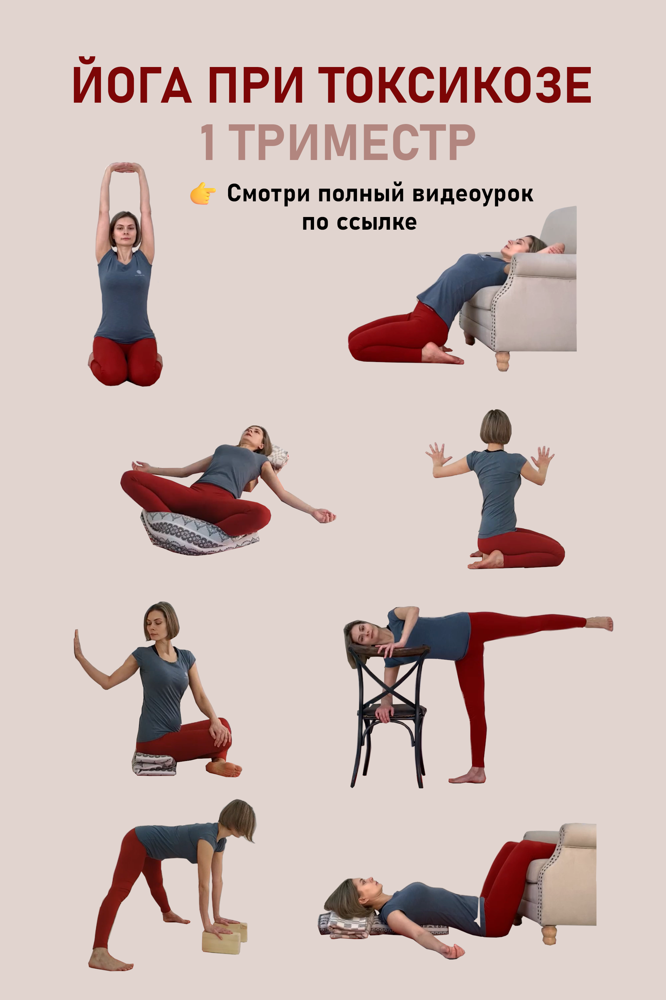 ЙОГА ПРИ ТОКСИКОЗЕ
1 ТРИМЕСТР
👉 Смотри полный видеоурок
по ссылке